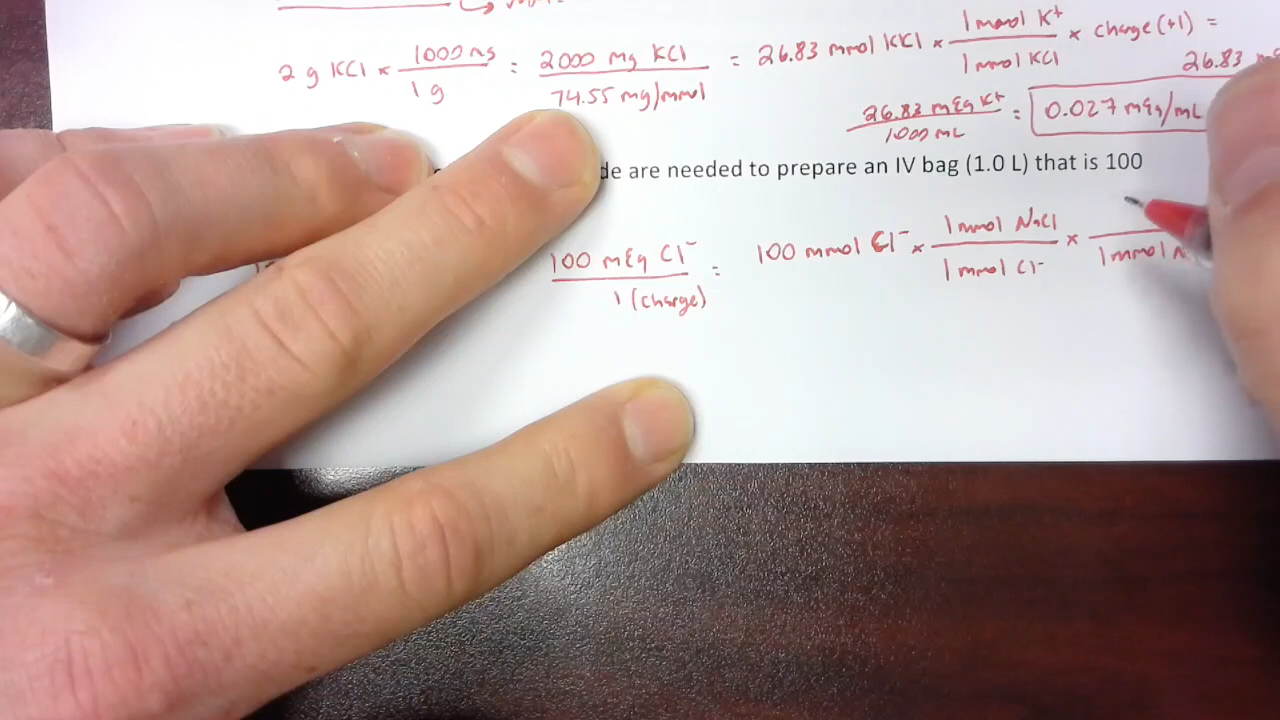 2 g KCl × 1000 mg / 1 g = 2000 mg KCl / 74.55 mg/mmol = 26.83 mmol KCl × 1 mmol K+ / 1 mmol KCl × charge (+1) =
26.83
26.83 mEq K+ / 1000 mL = 0.027 mEq/mL
de are needed to prepare an IV bag (1.0 L) that is 100
100 mEq Cl- / 1 (charge) = 100 mmol Cl- × 1 mmol NaCl / 1 mmol Cl- × 1 mmol